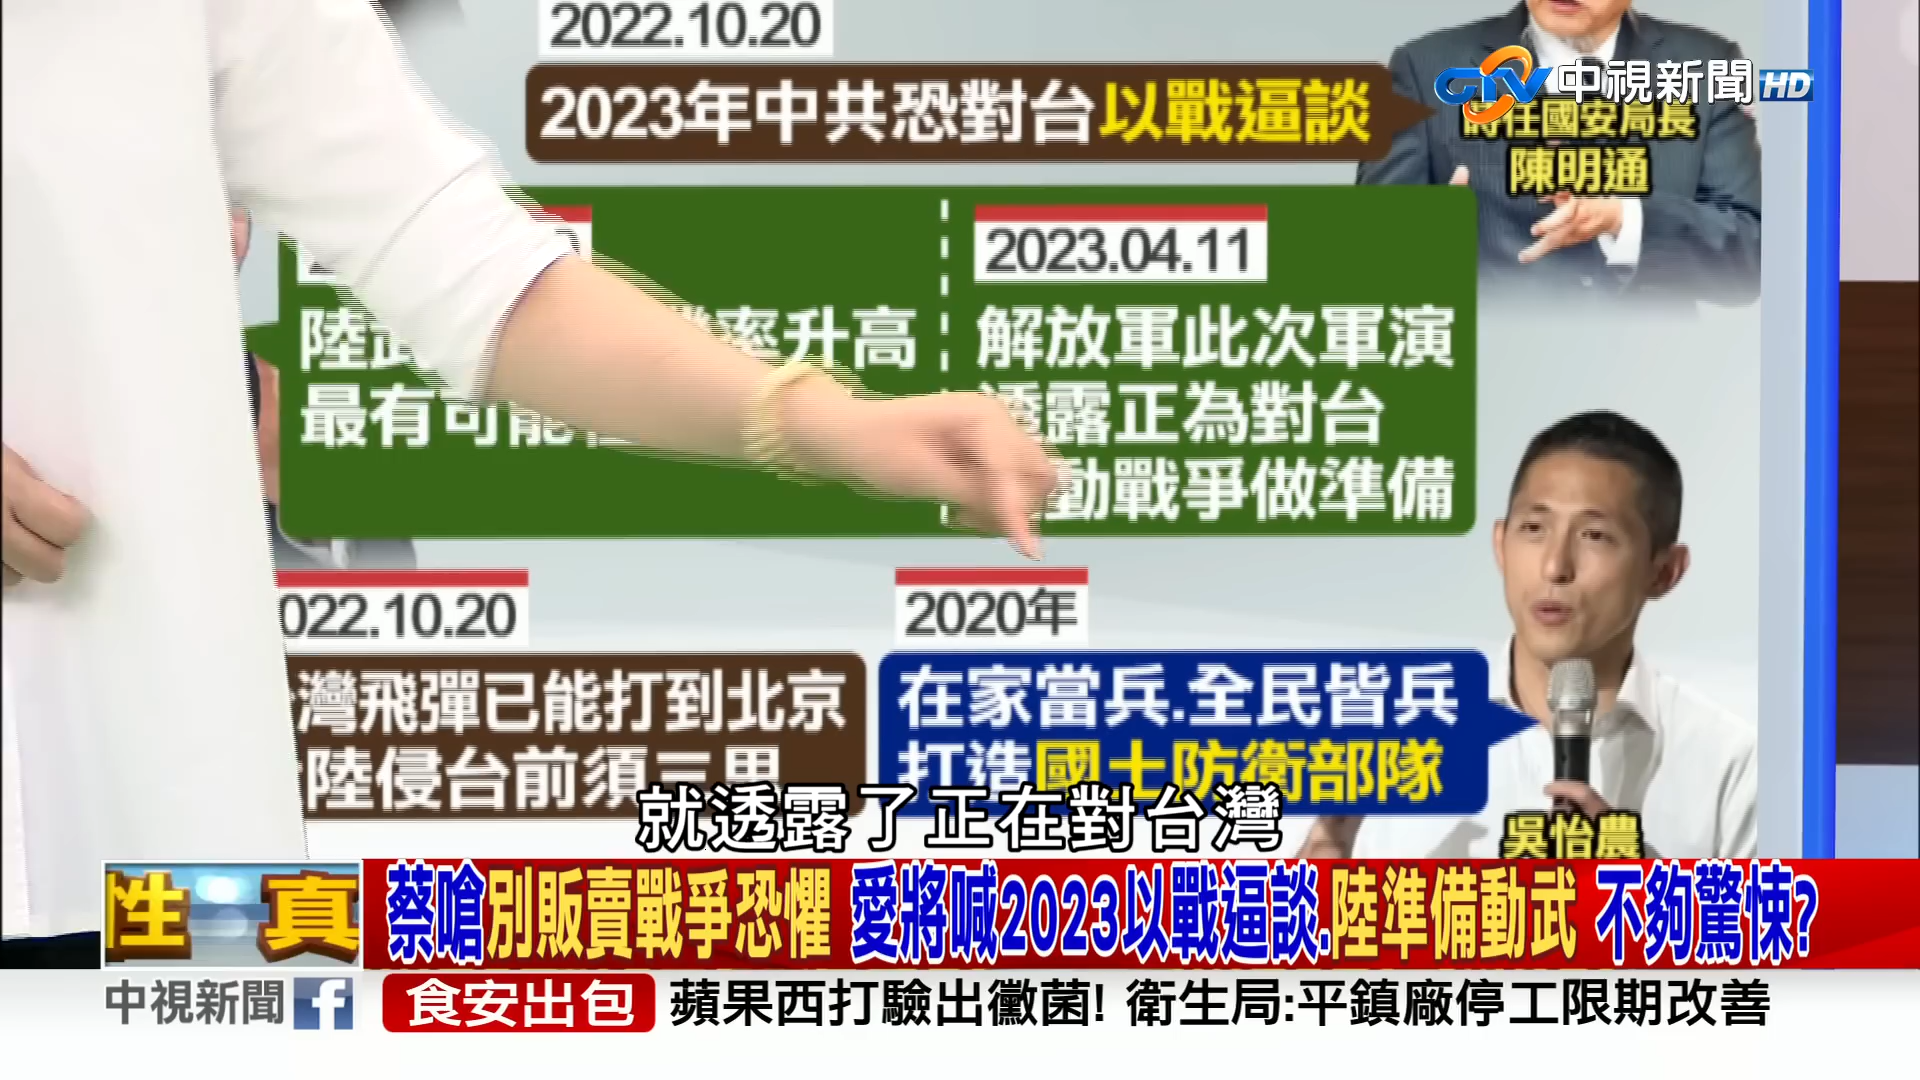 2022.10.20
2023年中共恐對台以戰逼談
中視新聞HD
時任國安局長
陳明通
2023.04.11
陸武
率升高
最有可能
解放軍此次軍演
透露正為對台
動戰爭做準備
022.10.20
灣飛彈已能打到北京
陸侵台前須三思
2020年
在家當兵.全民皆兵
打造國土防衛部隊
吳怡農
就透露了正在對台灣
性 真
蔡嗆別販賣戰爭恐懼 愛將喊2023以戰逼談.陸準備動武 不夠驚悚?
中視新聞
食安出包
蘋果西打驗出黴菌! 衛生局:平鎮廠停工限期改善